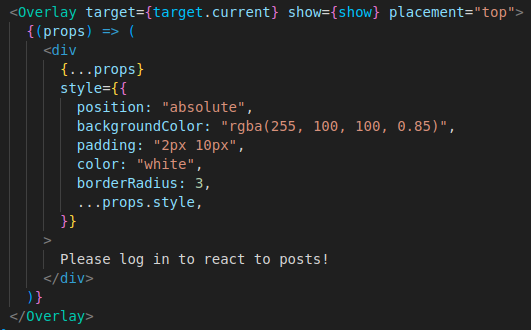 <Overlay target={target.current} show={show} placement="top">
  {(props) => (
    <div
      {...props}
      style={{
        position: "absolute",
        backgroundColor: "rgba(255, 100, 100, 0.85)",
        padding: "2px 10px",
        color: "white",
        borderRadius: 3,
        ...props.style,
      }}
    >
      Please log in to react to posts!
    </div>
  )}
</Overlay>